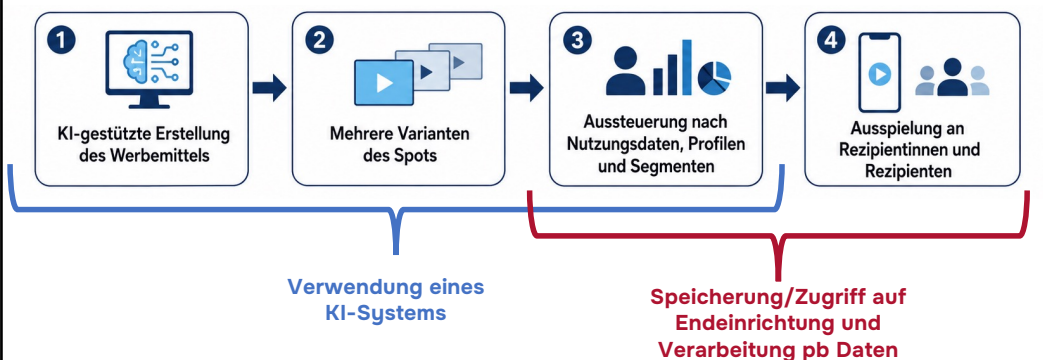 1
KI-gestützte Erstellung
des Werbemittels
2
Mehrere Varianten
des Spots
3
Aussteuerung nach
Nutzungsdaten, Profilen
und Segmenten
4
Ausspielung an
Rezipientinnen und
Rezipienten
Verwendung eines
KI-Systems
Speicherung/Zugriff auf
Endeinrichtung und
Verarbeitung pb Daten